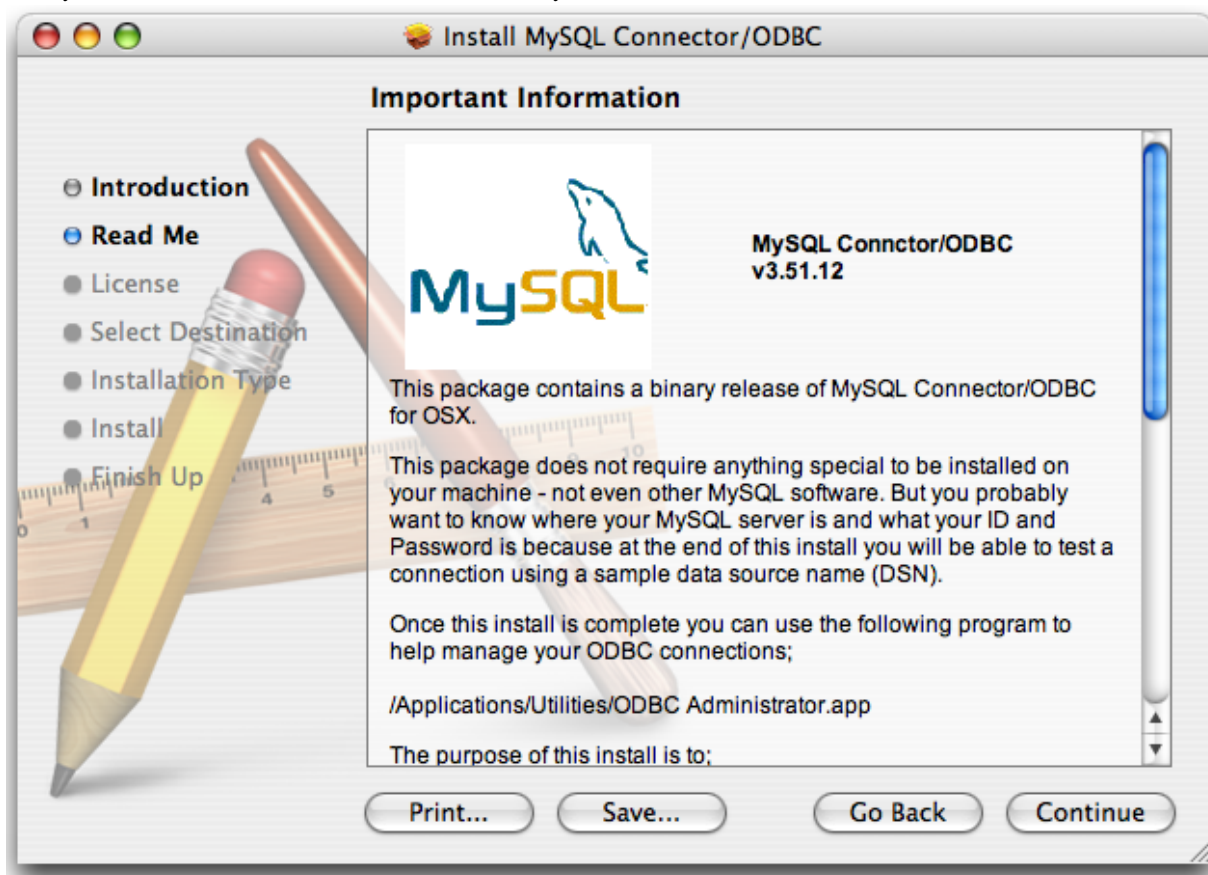 Install MySQL Connector/ODBC
Important Information
Introduction
Read Me
License
Select Destination
Installation Type
Install
Finish Up
MySQL
MySQL Connctor/ODBC
v3.51.12
This package contains a binary release of MySQL Connector/ODBC
for OSX.
This package does not require anything special to be installed on
your machine - not even other MySQL software. But you probably
want to know where your MySQL server is and what your ID and
Password is because at the end of this install you will be able to test a
connection using a sample data source name (DSN).
Once this install is complete you can use the following program to
help manage your ODBC connections;
/Applications/Utilities/ODBC Administrator.app
The purpose of this install is to;
0 1 4 5 9 10
Print... Save... Go Back Continue